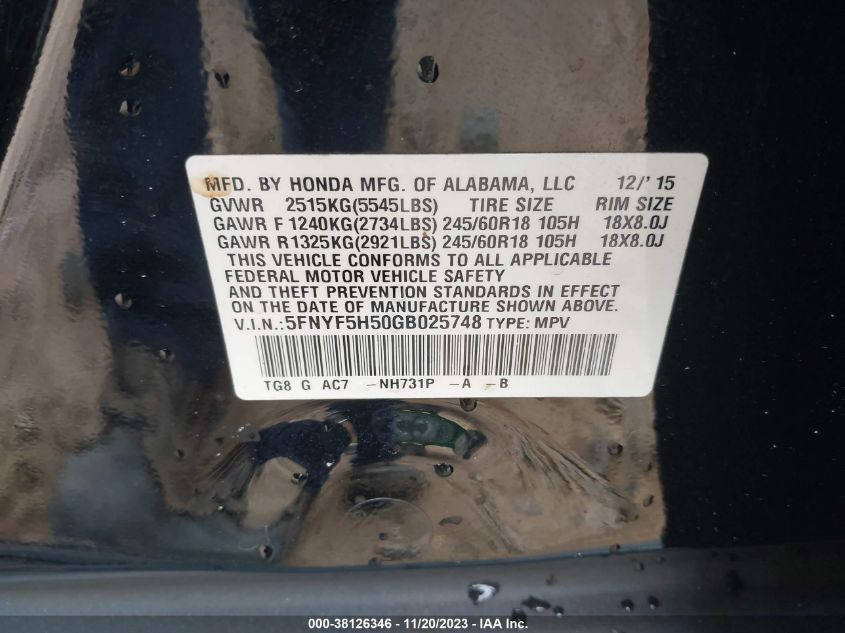 MFD. BY HONDA MFG. OF ALABAMA, LLC 12/' 15
GVWR 2515KG(5545LBS) TIRE SIZE RIM SIZE
GAWR F 1240KG(2734LBS) 245/60R18 105H 18X8.0J
GAWR R1325KG(2921LBS) 245/60R18 105H 18X8.0J
THIS VEHICLE CONFORMS TO ALL APPLICABLE
FEDERAL MOTOR VEHICLE SAFETY
AND THEFT PREVENTION STANDARDS IN EFFECT
ON THE DATE OF MANUFACTURE SHOWN ABOVE.
V.I.N.:5FNYF5H50GB025748 TYPE: MPV
TG8 G AC7 -NH731P -A -B
000-38126346 - 11/20/2023 - IAAI.com